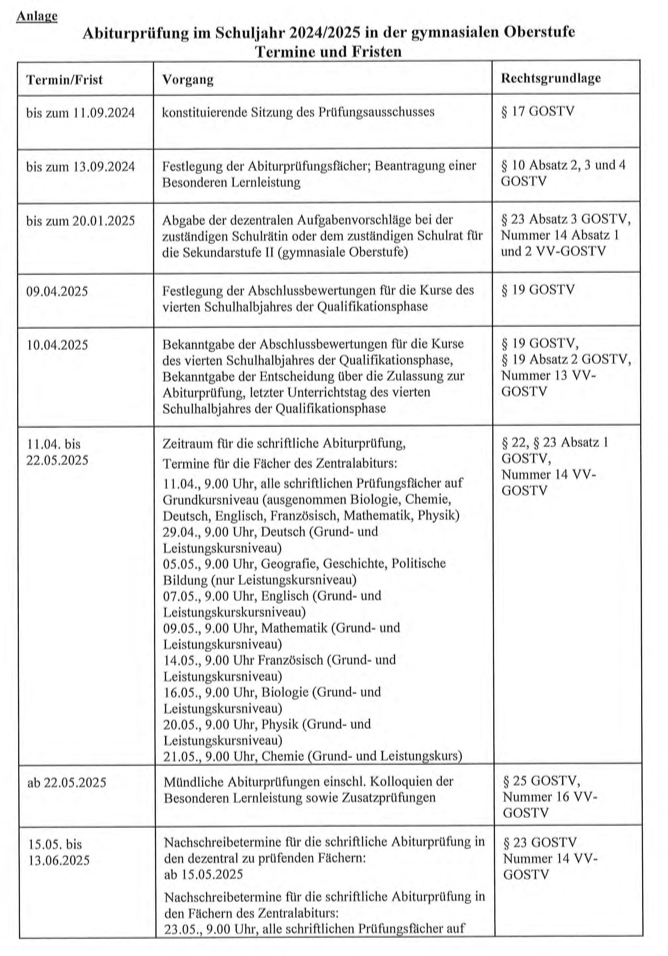 Anlage
Abiturprüfung im Schuljahr 2024/2025 in der gymnasialen Oberstufe
Termine und Fristen
Termin/Frist
Vorgang
Rechtsgrundlage
bis zum 11.09.2024
konstituierende Sitzung des Prüfungsausschusses
§ 17 GOSTV
bis zum 13.09.2024
Festlegung der Abiturprüfungsfächer; Beantragung einer
Besonderen Lernleistung
§ 10 Absatz 2, 3 und 4
GOSTV
bis zum 20.01.2025
Abgabe der dezentralen Aufgabenvorschläge bei der
zuständigen Schulrätin oder dem zuständigen Schulrat für
die Sekundarstufe II (gymnasiale Oberstufe)
§ 23 Absatz 3 GOSTV,
Nummer 14 Absatz 1
und 2 VV-GOSTV
09.04.2025
Festlegung der Abschlussbewertungen für die Kurse des
vierten Schulhalbjahres der Qualifikationsphase
§ 19 GOSTV
10.04.2025
Bekanntgabe der Abschlussbewertungen für die Kurse
des vierten Schulhalbjahres der Qualifikationsphase,
Bekanntgabe der Entscheidung über die Zulassung zur
Abiturprüfung, letzter Unterrichtstag des vierten
Schulhalbjahres der Qualifikationsphase
§ 19 GOSTV,
§ 19 Absatz 2 GOSTV,
Nummer 13 VV-
GOSTV
11.04. bis
22.05.2025
Zeitraum für die schriftliche Abiturprüfung,
Termine für die Fächer des Zentralabiturs:
11.04., 9.00 Uhr, alle schriftlichen Prüfungsfächer auf
Grundkursniveau (ausgenommen Biologie, Chemie,
Deutsch, Englisch, Französisch, Mathematik, Physik)
29.04., 9.00 Uhr, Deutsch (Grund- und
Leistungskursniveau)
05.05., 9.00 Uhr, Geografie, Geschichte, Politische
Bildung (nur Leistungskursniveau)
07.05., 9.00 Uhr, Englisch (Grund- und
Leistungskurskursniveau)
09.05., 9.00 Uhr, Mathematik (Grund- und
Leistungskursniveau)
14.05., 9.00 Uhr Französisch (Grund- und
Leistungskursniveau)
16.05., 9.00 Uhr, Biologie (Grund- und
Leistungskursniveau)
20.05., 9.00 Uhr, Physik (Grund- und
Leistungskursniveau)
21.05., 9.00 Uhr, Chemie (Grund- und Leistungskurs)
§ 22, § 23 Absatz 1
GOSTV,
Nummer 14 VV-
GOSTV
ab 22.05.2025
Mündliche Abiturprüfungen einschl. Kolloquien der
Besonderen Lernleistung sowie Zusatzprüfungen
§ 25 GOSTV,
Nummer 16 VV-
GOSTV
15.05. bis
13.06.2025
Nachschreibetermine für die schriftliche Abiturprüfung in
den dezentral zu prüfenden Fächern:
ab 15.05.2025
Nachschreibetermine für die schriftliche Abiturprüfung in
den Fächern des Zentralabiturs:
23.05., 9.00 Uhr, alle schriftlichen Prüfungsfächer auf
§ 23 GOSTV
Nummer 14 VV-
GOSTV